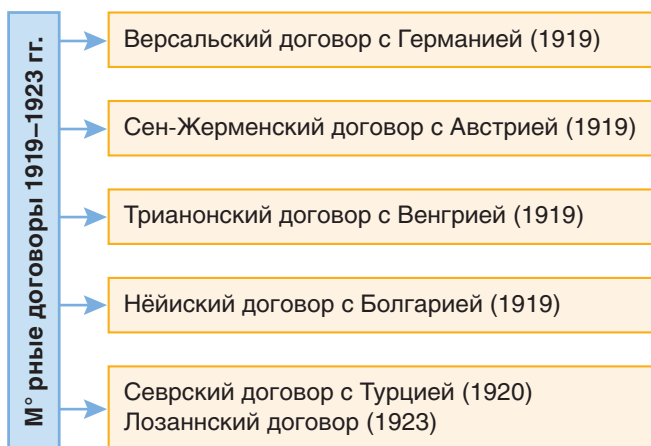 М° рные договоры 1919–1923 гг.
Версальский договор с Германией (1919)
Сен-Жерменский договор с Австрией (1919)
Трианонский договор с Венгрией (1919)
Нёйиский договор с Болгарией (1919)
Севрский договор с Турцией (1920)
Лозаннский договор (1923)